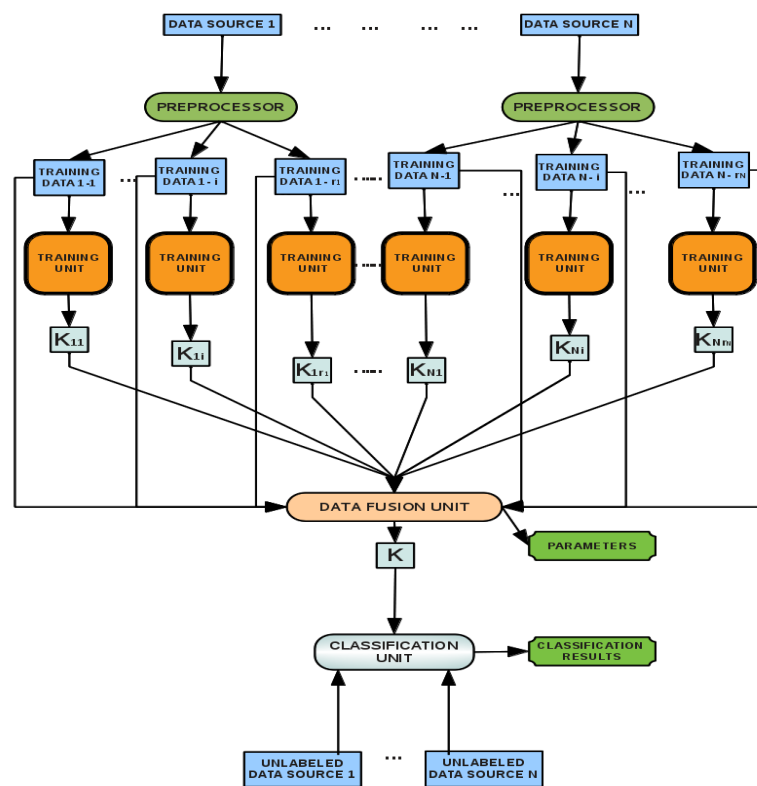 DATA SOURCE 1 ... ... ... ... DATA SOURCE N
PREPROCESSOR PREPROCESSOR
TRAINING
DATA 1-1
...
TRAINING
DATA 1- i
TRAINING
DATA 1- r1
......
TRAINING
DATA N-1
...
TRAINING
DATA N- i
...
TRAINING
DATA N- rN
TRAINING
UNIT
TRAINING
UNIT
TRAINING
UNIT
......
TRAINING
UNIT
TRAINING
UNIT
TRAINING
UNIT
K11
K1i
K1r1
......
KN1
KNi
KNrN
DATA FUSION UNIT
PARAMETERS
K
CLASSIFICATION
UNIT
CLASSIFICATION
RESULTS
UNLABELED
DATA SOURCE 1
...
UNLABELED
DATA SOURCE N